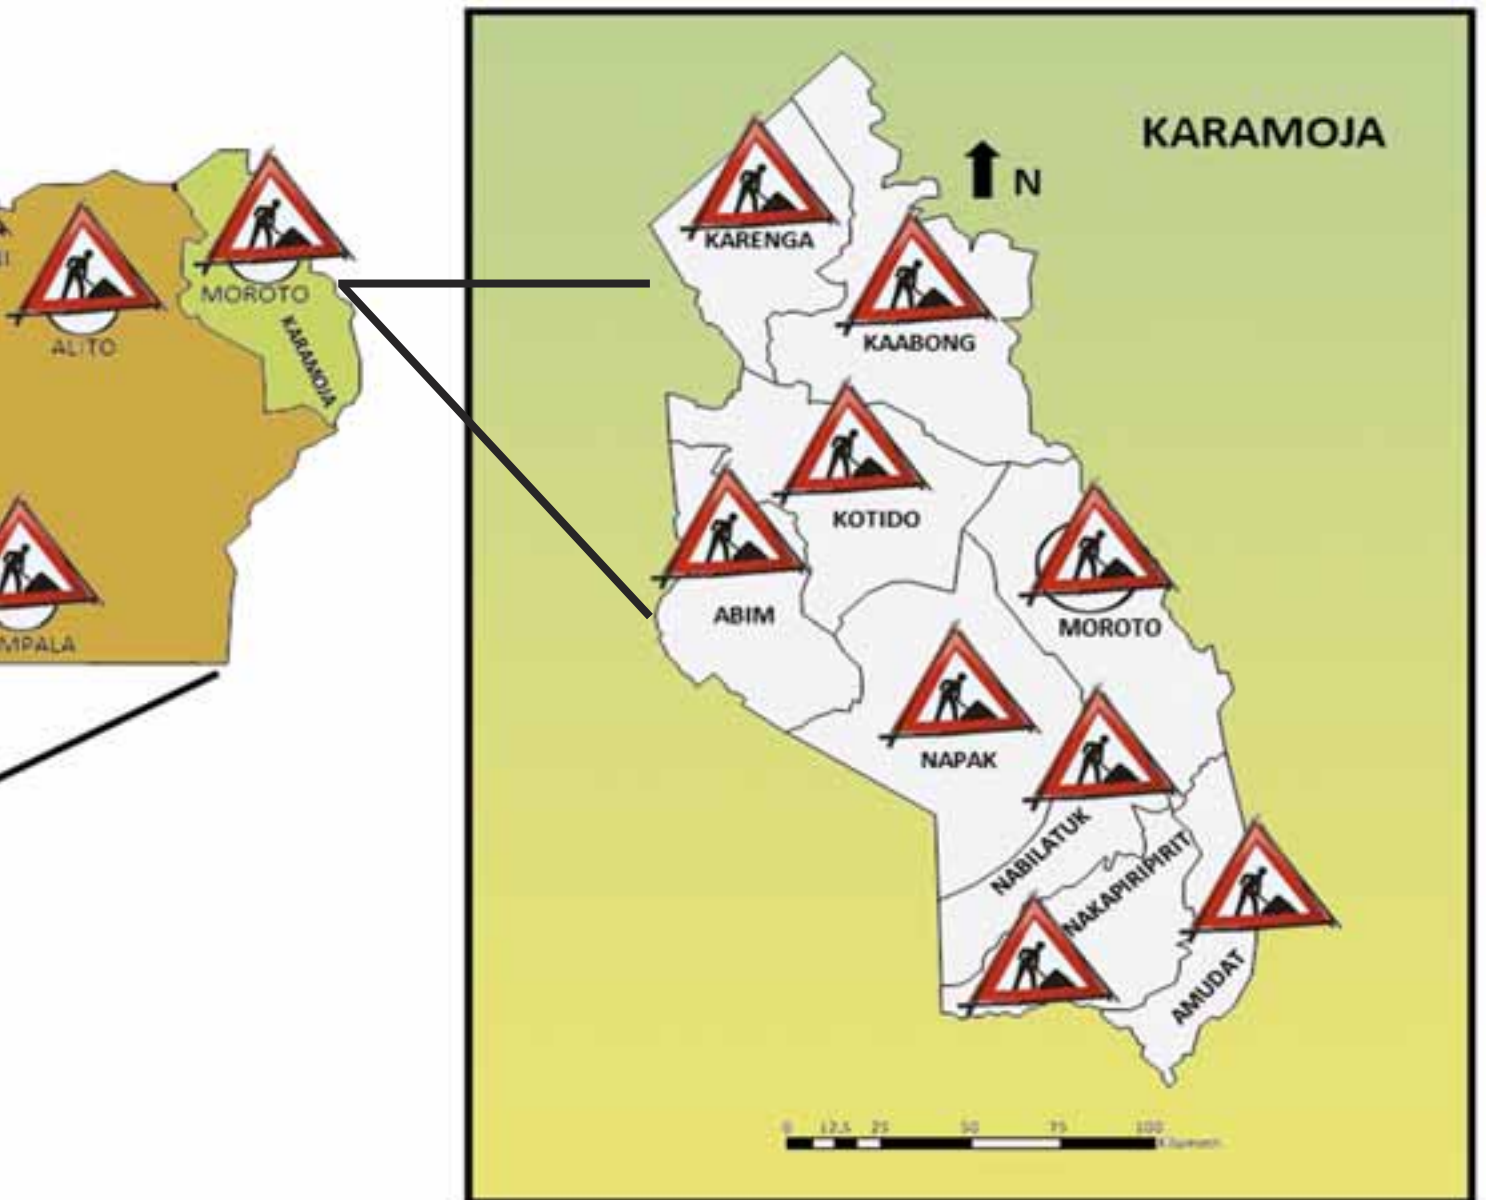 KARAMOJA
N
KARENGA
KAABONG
MOROTO
KARAMOJA
ALITO
KOTIDO
ABIM
MOROTO
MPALA
NAPAK
NABILATUK
NAKAPIRIPIRIT
AMUDAT
0 12,5 25 50 75 100